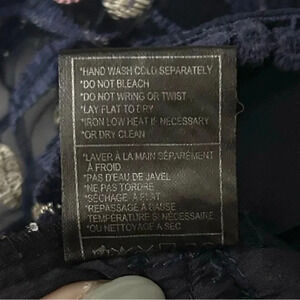 *HAND WASH COLD SEPARATELY
*DO NOT BLEACH
*DO NOT WRING OR TWIST
*LAY FLAT TO DRY
*IRON LOW HEAT IS NECESSARY
*OR DRY CLEAN
*LAVER À LA MAIN SÉPARÉMENT
À FROID
*PAS D'EAU DE JAVEL
*NE PAS TORDRE
*SÉCHAGE À PLAT
*REPASSAGE À BASSE
TEMPÉRATURE SI NÉCESSAIRE
*OU NETTOYAGE A SEC